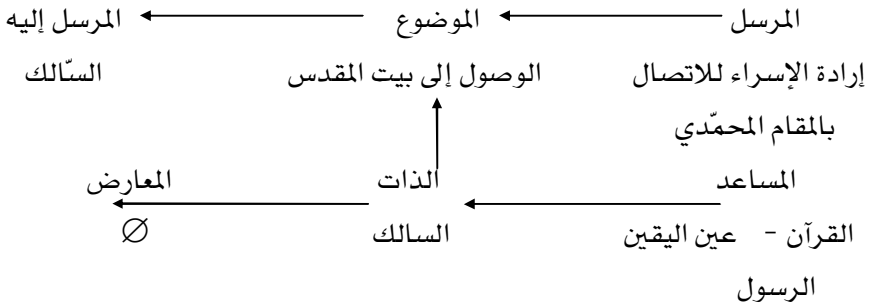 المرسل الموضوع المرسل إليه
إرادة الإسراء للاتصال الوصول إلى بيت المقدس السّالك
بالمقام المحمّدي
المساعد الذات المعارض
القرآن - عين اليقين السالك ∅
الرسول